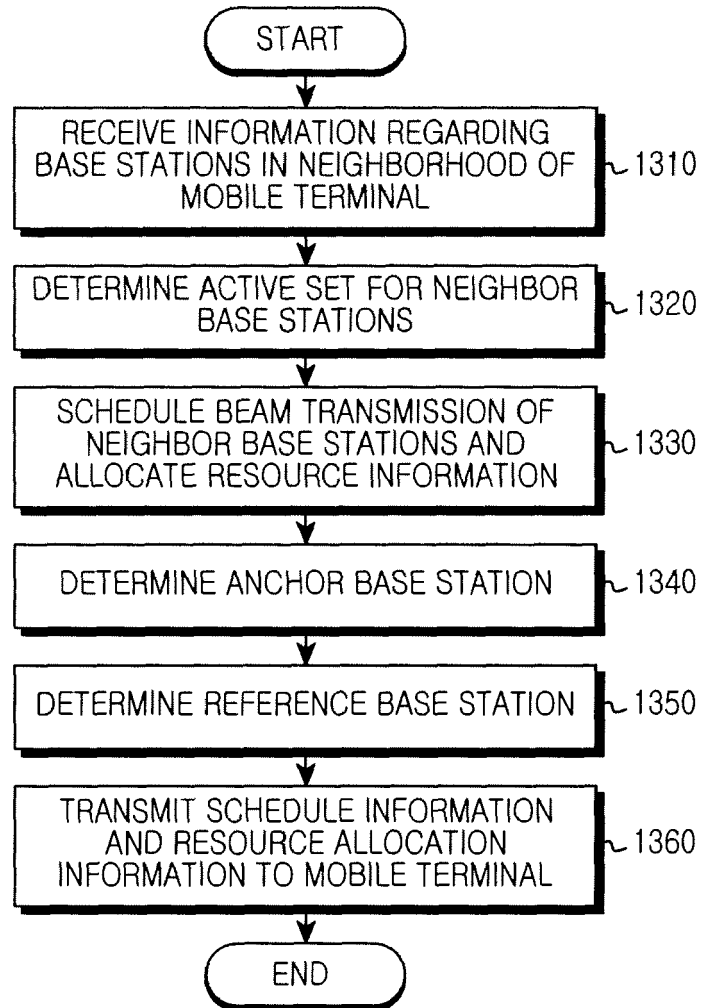 START
RECEIVE INFORMATION REGARDING
BASE STATIONS IN NEIGHBORHOOD OF
MOBILE TERMINAL
1310
DETERMINE ACTIVE SET FOR NEIGHBOR
BASE STATIONS
1320
SCHEDULE BEAM TRANSMISSION OF
NEIGHBOR BASE STATIONS AND
ALLOCATE RESOURCE INFORMATION
1330
DETERMINE ANCHOR BASE STATION
1340
DETERMINE REFERENCE BASE STATION
1350
TRANSMIT SCHEDULE INFORMATION
AND RESOURCE ALLOCATION
INFORMATION TO MOBILE TERMINAL
1360
END